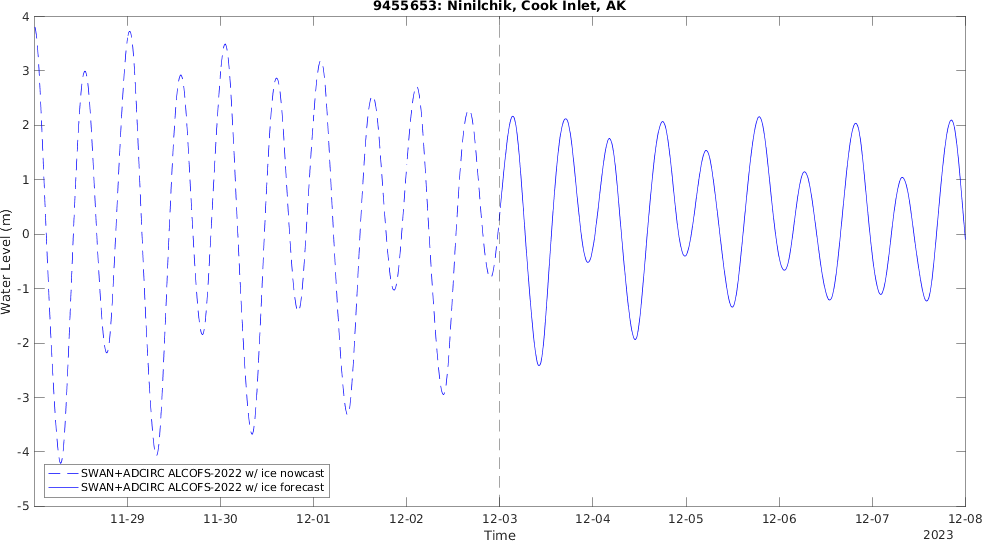 9455653: Ninilchik, Cook Inlet, AK
Water Level (m)
4
3
2
1
0
-1
-2
-3
-4
-5
SWAN+ADCIRC ALCOFS-2022 w/ ice nowcast
SWAN+ADCIRC ALCOFS-2022 w/ ice forecast
11-29 11-30 12-01 12-02 12-03 12-04 12-05 12-06 12-07 12-08
Time
2023